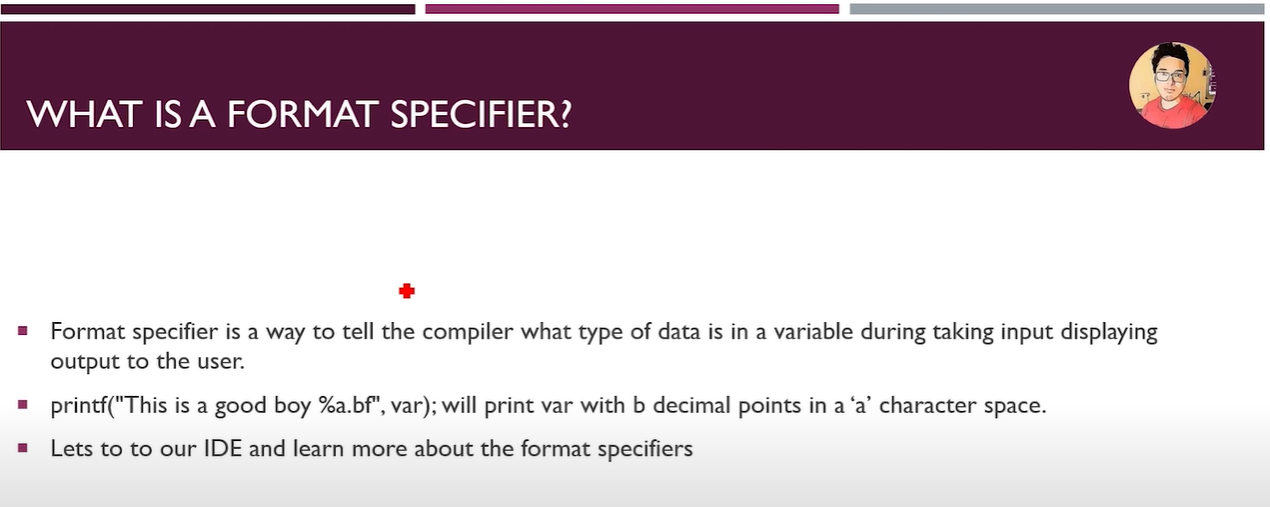 WHAT IS A FORMAT SPECIFIER?
Format specifier is a way to tell the compiler what type of data is in a variable during taking input displaying
output to the user.
printf("This is a good boy %a.bf", var); will print var with b decimal points in a ‘a’ character space.
Lets to to our IDE and learn more about the format specifiers